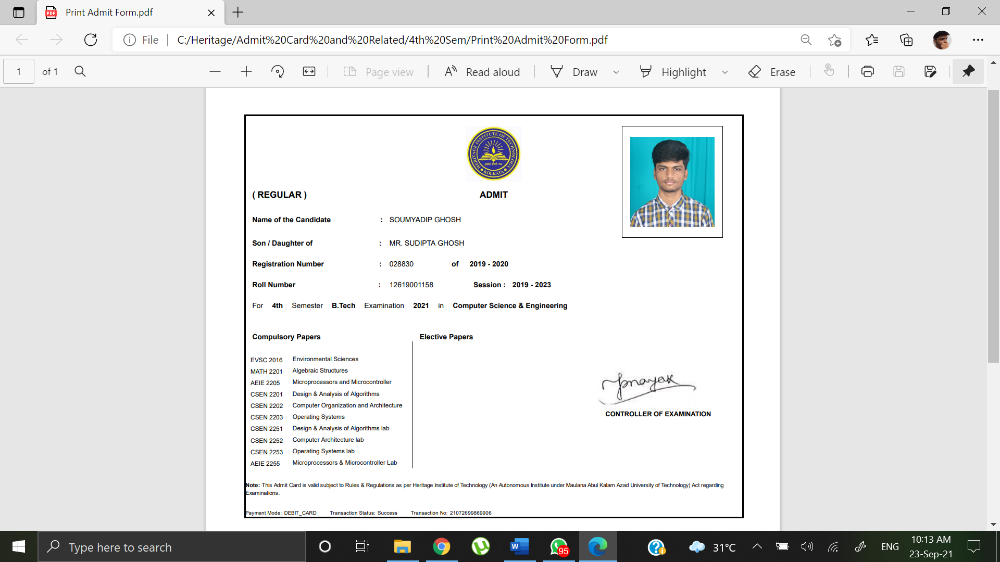 Print Admit Form.pdf
File | C:/Heritage/Admit%20Card%20and%20Related/4th%20Sem/Print%20Admit%20Form.pdf
1 of 1 Page view Read aloud Draw Highlight Erase
HERITAGE INSTITUTE OF TECHNOLOGY
KOLKATA
( REGULAR ) ADMIT
Name of the Candidate : SOUMYADIP GHOSH
Son / Daughter of : MR. SUDIPTA GHOSH
Registration Number : 028830 of 2019 - 2020
Roll Number : 12619001158 Session : 2019 - 2023
For 4th Semester B.Tech Examination 2021 in Computer Science & Engineering
Compulsory Papers Elective Papers
EVSC 2016 Environmental Sciences
MATH 2201 Algebraic Structures
AEIE 2205 Microprocessors and Microcontroller
CSEN 2201 Design & Analysis of Algorithms
CSEN 2202 Computer Organization and Architecture
CSEN 2203 Operating Systems
CSEN 2251 Design & Analysis of Algorithms lab
CSEN 2252 Computer Architecture lab
CSEN 2253 Operating Systems lab
AEIE 2255 Microprocessors & Microcontroller Lab
CONTROLLER OF EXAMINATION
Note: This Admit Card is valid subject to Rules & Regulations as per Heritage Institute of Technology (An Autonomous Institute under Maulana Abul Kalam Azad University of Technology) Act regarding
Examinations.
Payment Mode: DEBIT_CARD Transaction Status: Success Transaction No: 21072699869906
Type here to search 95 31°C ENG 10:13 AM
23-Sep-21